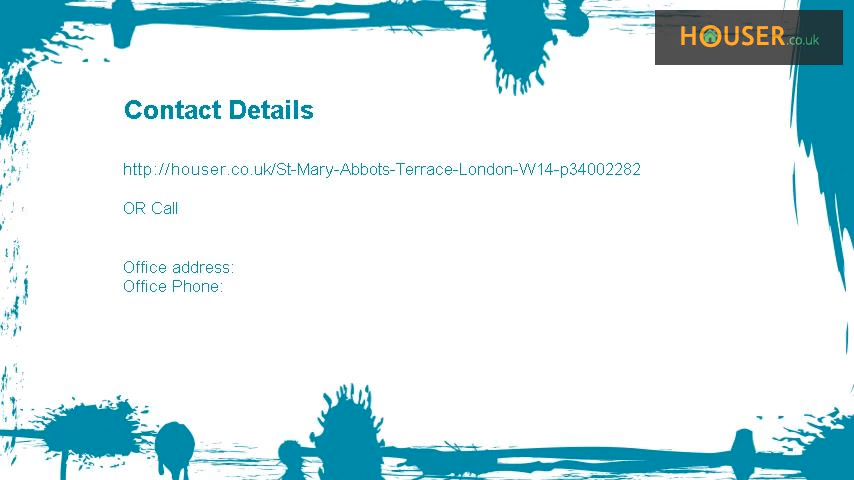 HOUSER.co.uk
Contact Details
http://houser.co.uk/St-Mary-Abbots-Terrace-London-W14-p34002282
OR Call
Office address:
Office Phone: